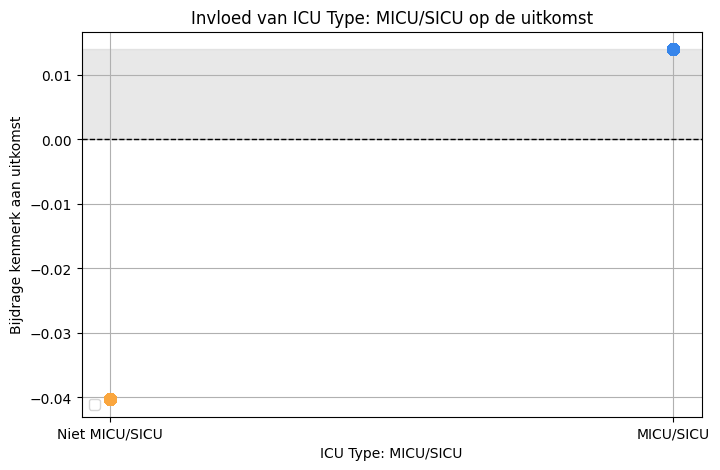 Invloed van ICU Type: MICU/SICU op de uitkomst
Bijdrage kenmerk aan uitkomst
0.01
0.00
−0.01
−0.02
−0.03
−0.04
Niet MICU/SICU
MICU/SICU
ICU Type: MICU/SICU